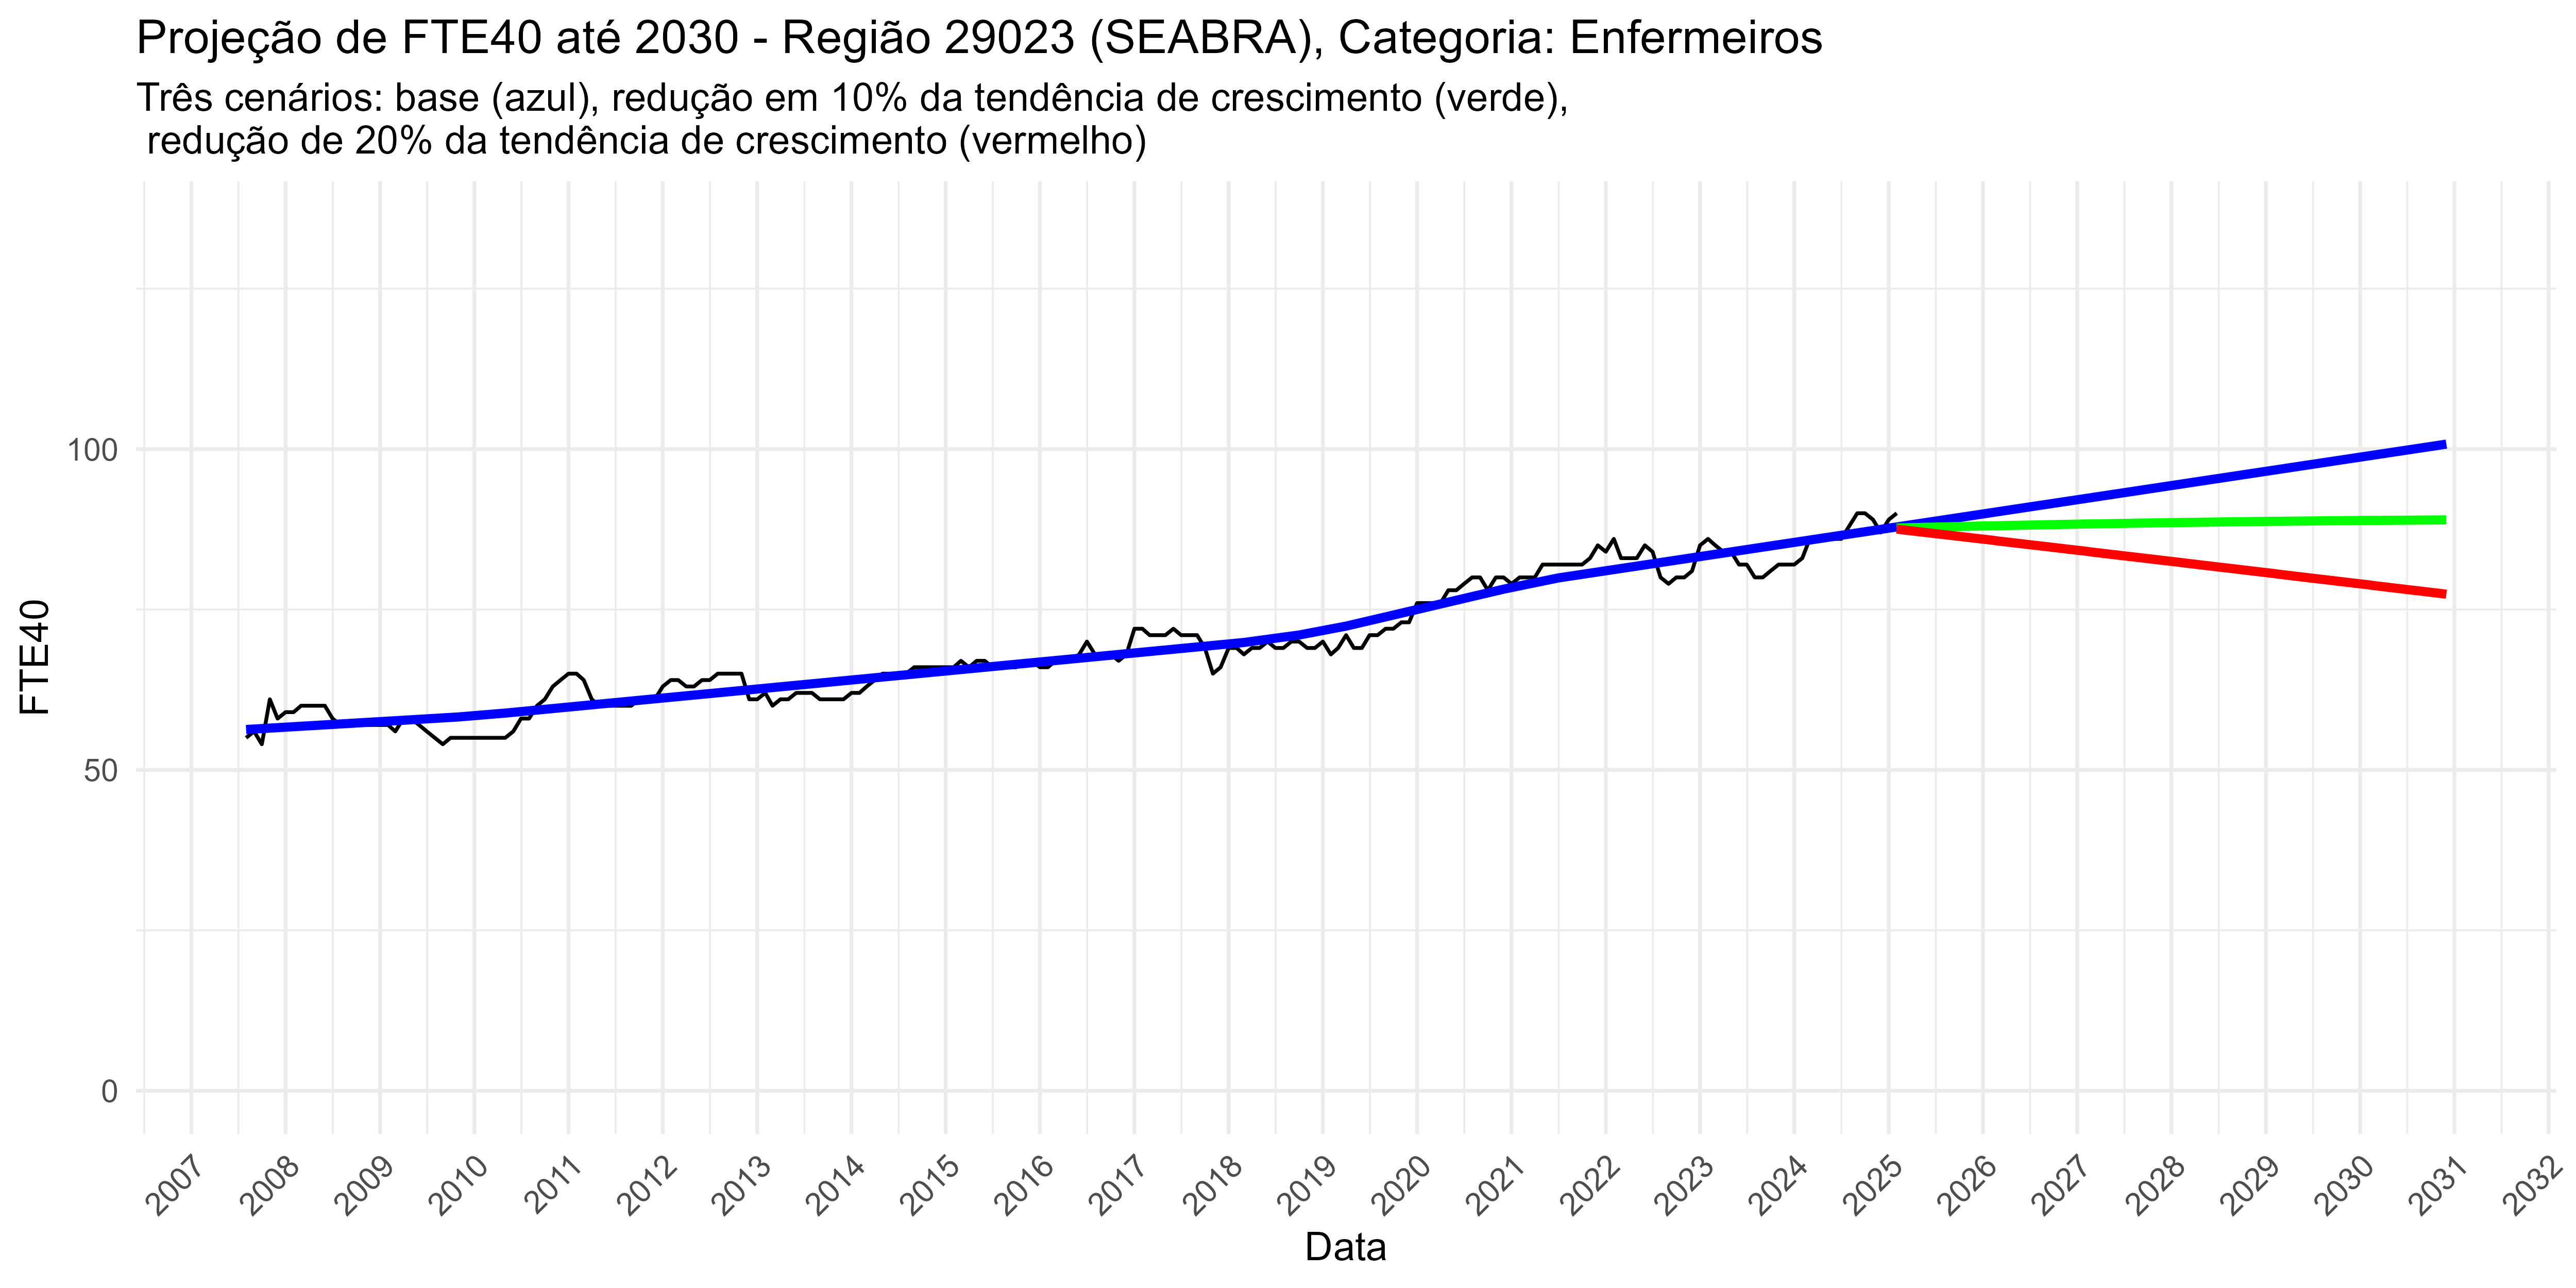 Projeção de FTE40 até 2030 - Região 29023 (SEABRA), Categoria: Enfermeiros
Três cenários: base (azul), redução em 10% da tendência de crescimento (verde),
redução de 20% da tendência de crescimento (vermelho)
FTE40
100
50
0
2007 2008 2009 2010 2011 2012 2013 2014 2015 2016 2017 2018 2019 2020 2021 2022 2023 2024 2025 2026 2027 2028 2029 2030 2031 2032
Data